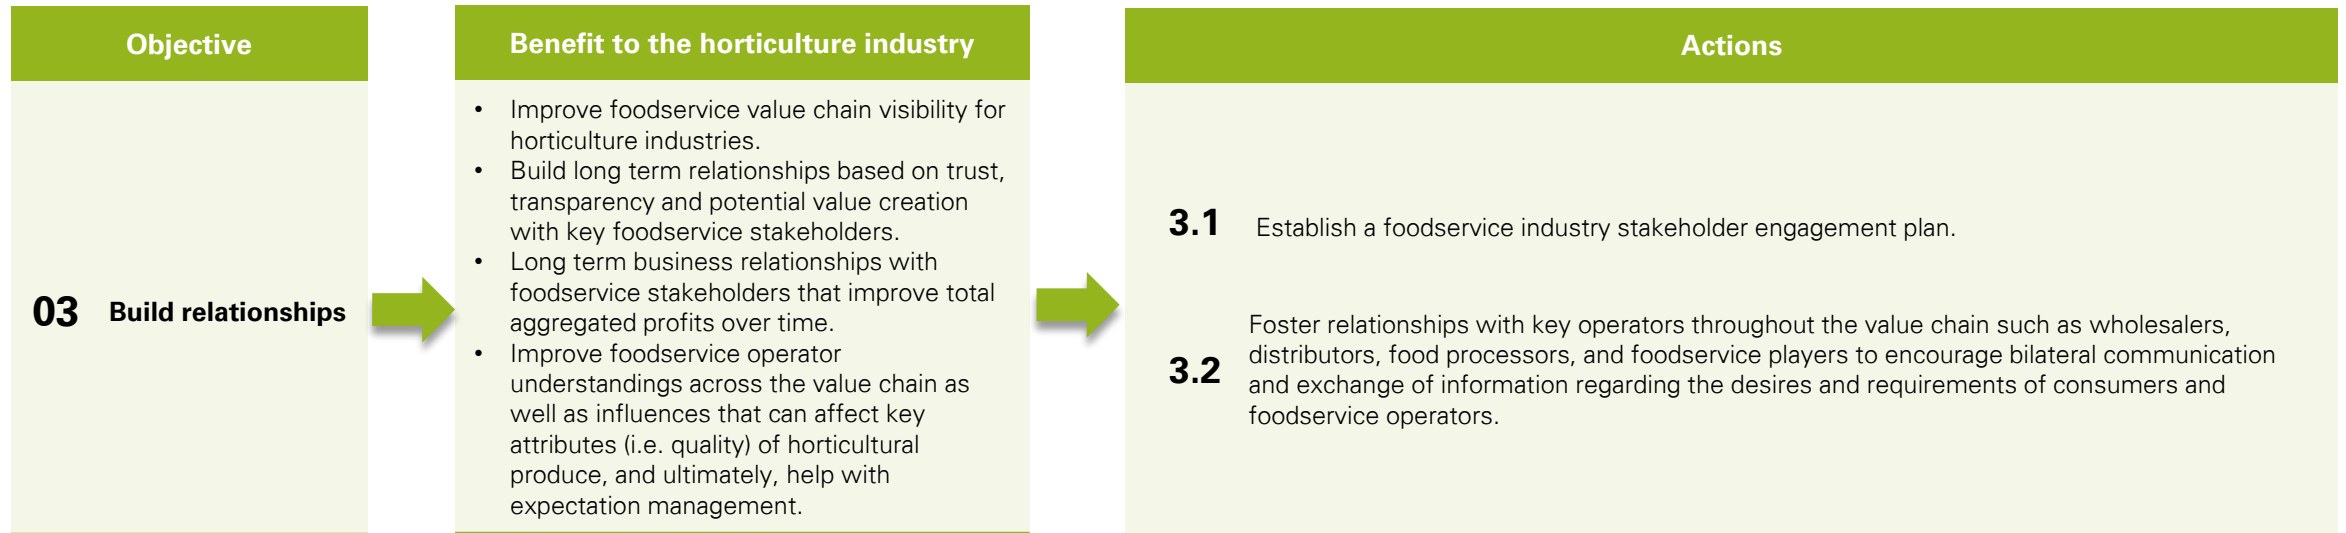 Objective
03 Build relationships
Benefit to the horticulture industry
• Improve foodservice value chain visibility for
horticulture industries.
• Build long term relationships based on trust,
transparency and potential value creation
with key foodservice stakeholders.
• Long term business relationships with
foodservice stakeholders that improve total
aggregated profits over time.
• Improve foodservice operator
understandings across the value chain as
well as influences that can affect key
attributes (i.e. quality) of horticultural
produce, and ultimately, help with
expectation management.
Actions
3.1 Establish a foodservice industry stakeholder engagement plan.
3.2 Foster relationships with key operators throughout the value chain such as wholesalers,
distributors, food processors, and foodservice players to encourage bilateral communication
and exchange of information regarding the desires and requirements of consumers and
foodservice operators.